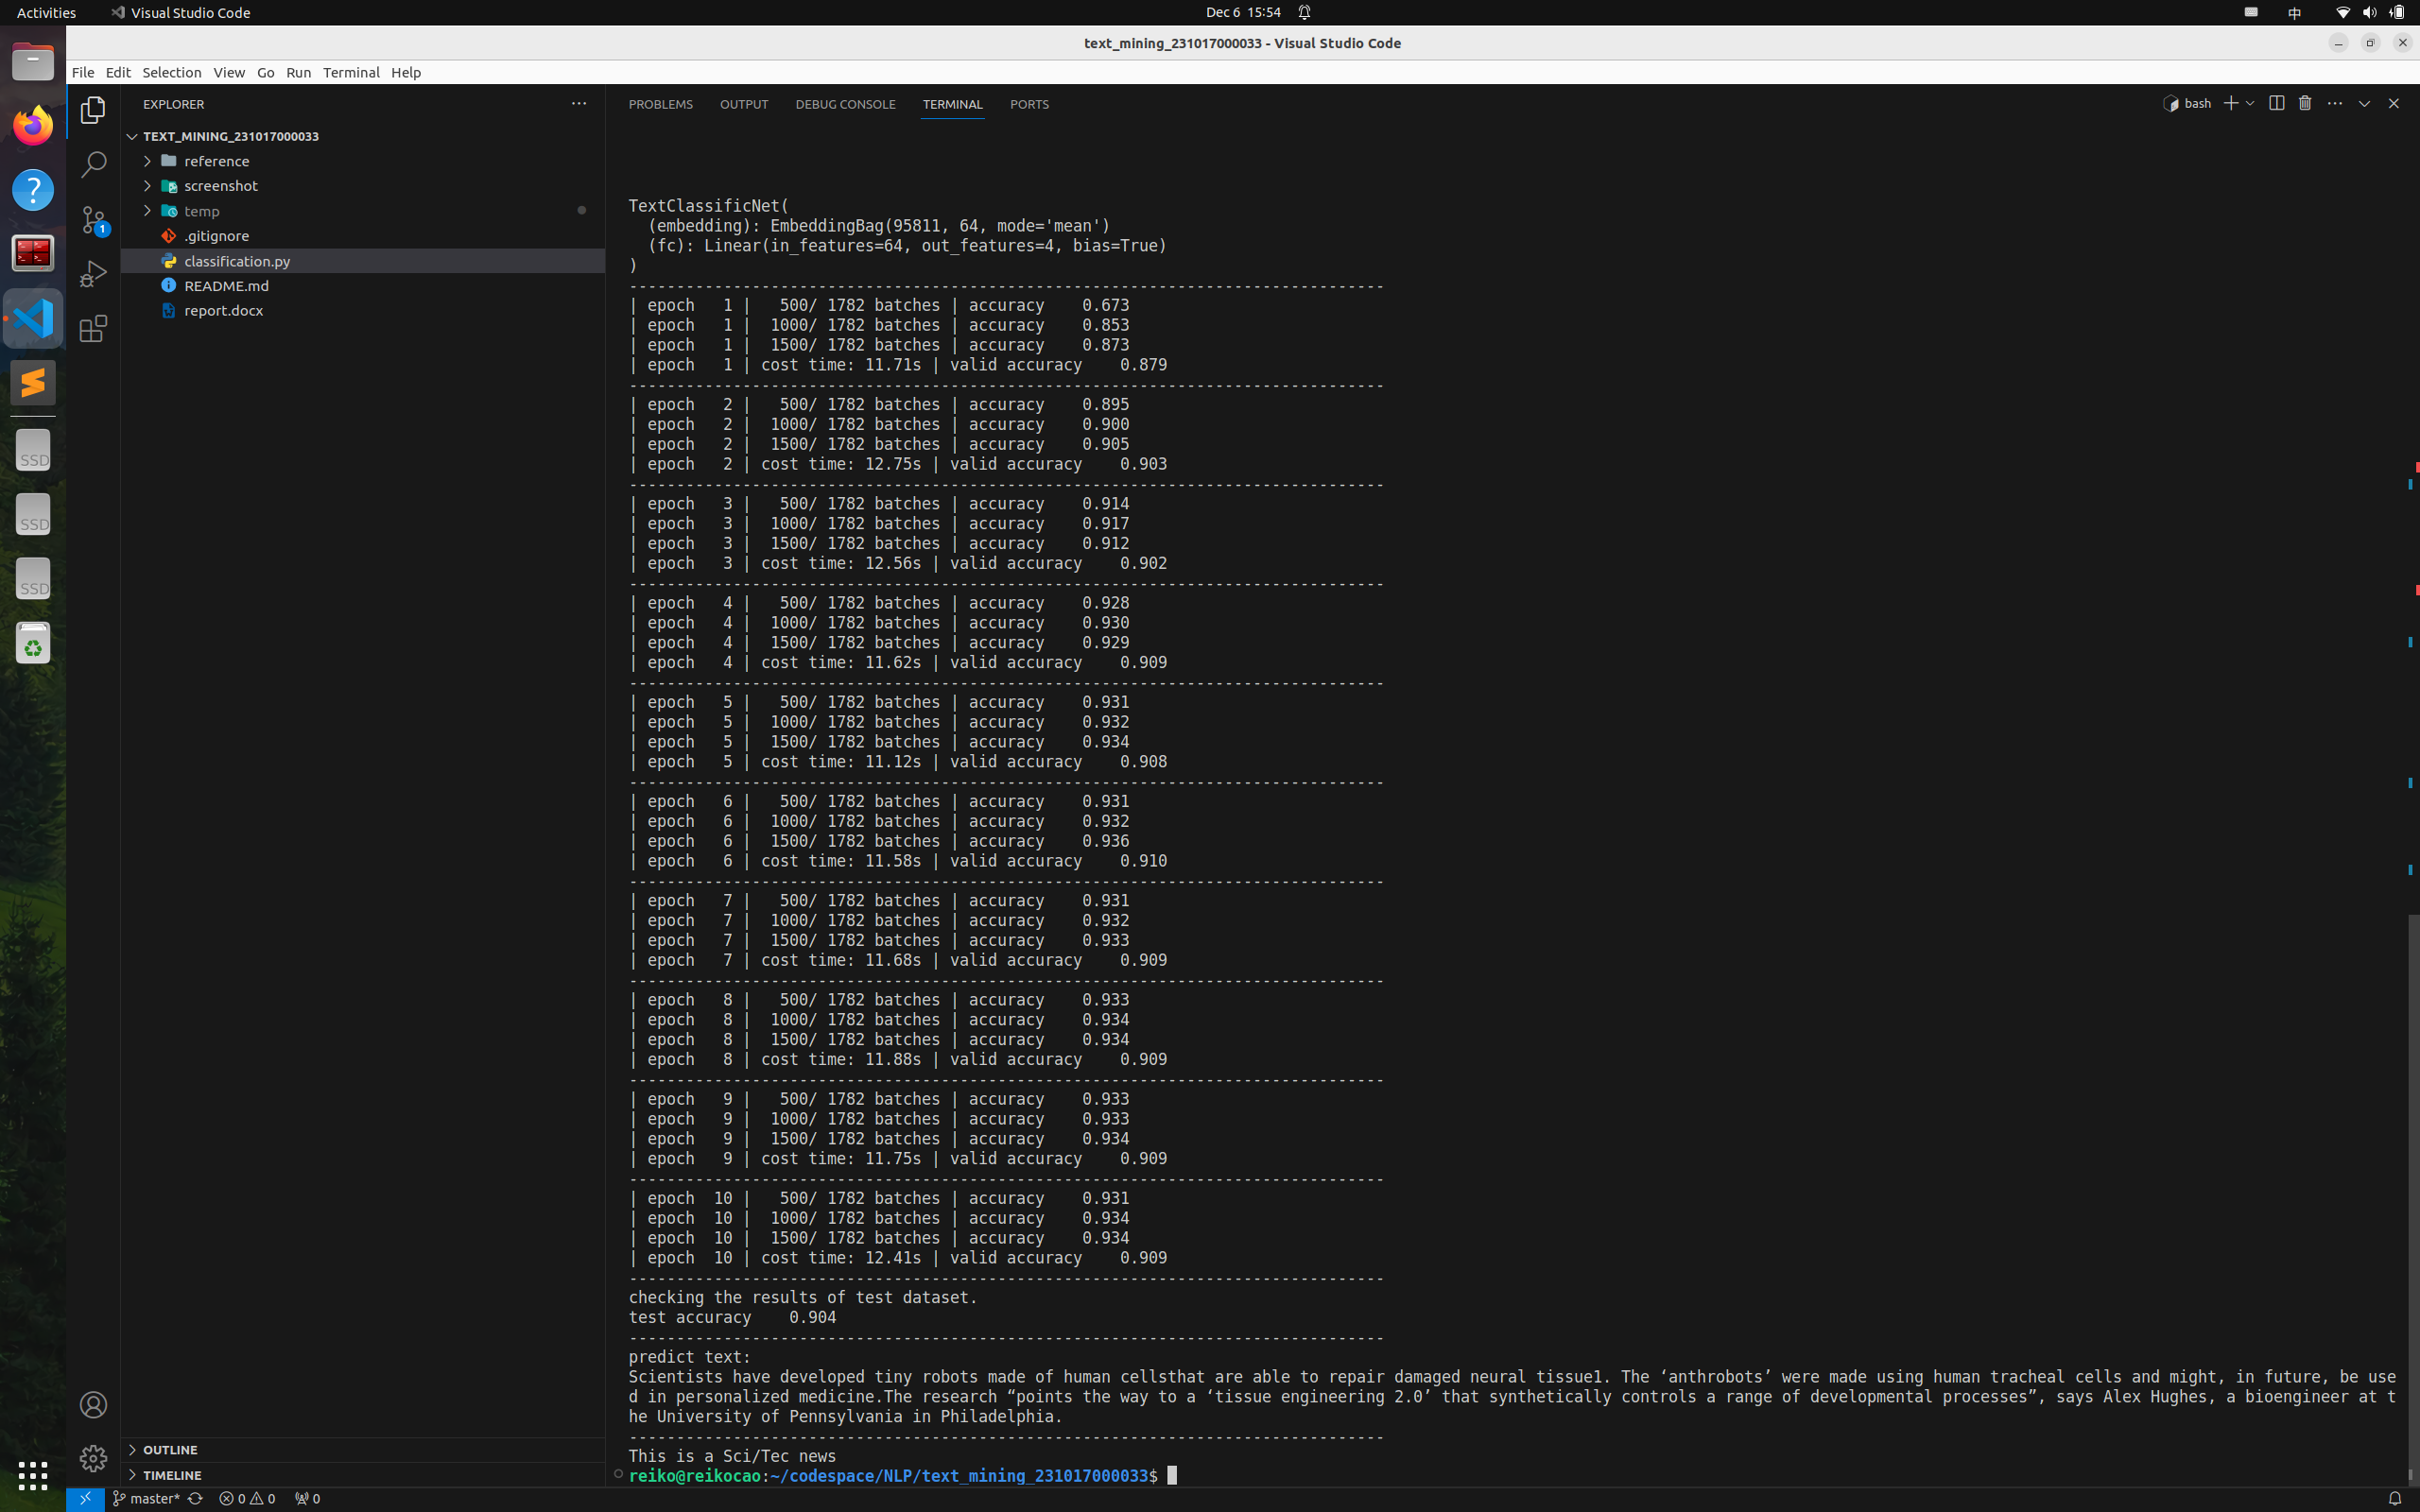 Activities Visual Studio Code Dec 6 15:54 中
text_mining_231017000033 - Visual Studio Code
File Edit Selection View Go Run Terminal Help
EXPLORER PROBLEMS OUTPUT DEBUG CONSOLE TERMINAL PORTS bash
TEXT_MINING_231017000033
reference
screenshot
temp
.gitignore
classification.py
README.md
report.docx
1
SSD
SSD
SSD
OUTLINE
TIMELINE
TextClassificNet(
(embedding): EmbeddingBag(95811, 64, mode='mean')
(fc): Linear(in_features=64, out_features=4, bias=True)
)
--------------------------------------------------------------------------------
| epoch 1 | 500/ 1782 batches | accuracy 0.673
| epoch 1 | 1000/ 1782 batches | accuracy 0.853
| epoch 1 | 1500/ 1782 batches | accuracy 0.873
| epoch 1 | cost time: 11.71s | valid accuracy 0.879
--------------------------------------------------------------------------------
| epoch 2 | 500/ 1782 batches | accuracy 0.895
| epoch 2 | 1000/ 1782 batches | accuracy 0.900
| epoch 2 | 1500/ 1782 batches | accuracy 0.905
| epoch 2 | cost time: 12.75s | valid accuracy 0.903
--------------------------------------------------------------------------------
| epoch 3 | 500/ 1782 batches | accuracy 0.914
| epoch 3 | 1000/ 1782 batches | accuracy 0.917
| epoch 3 | 1500/ 1782 batches | accuracy 0.912
| epoch 3 | cost time: 12.56s | valid accuracy 0.902
--------------------------------------------------------------------------------
| epoch 4 | 500/ 1782 batches | accuracy 0.928
| epoch 4 | 1000/ 1782 batches | accuracy 0.930
| epoch 4 | 1500/ 1782 batches | accuracy 0.929
| epoch 4 | cost time: 11.62s | valid accuracy 0.909
--------------------------------------------------------------------------------
| epoch 5 | 500/ 1782 batches | accuracy 0.931
| epoch 5 | 1000/ 1782 batches | accuracy 0.932
| epoch 5 | 1500/ 1782 batches | accuracy 0.934
| epoch 5 | cost time: 11.12s | valid accuracy 0.908
--------------------------------------------------------------------------------
| epoch 6 | 500/ 1782 batches | accuracy 0.931
| epoch 6 | 1000/ 1782 batches | accuracy 0.932
| epoch 6 | 1500/ 1782 batches | accuracy 0.936
| epoch 6 | cost time: 11.58s | valid accuracy 0.910
--------------------------------------------------------------------------------
| epoch 7 | 500/ 1782 batches | accuracy 0.931
| epoch 7 | 1000/ 1782 batches | accuracy 0.932
| epoch 7 | 1500/ 1782 batches | accuracy 0.933
| epoch 7 | cost time: 11.68s | valid accuracy 0.909
--------------------------------------------------------------------------------
| epoch 8 | 500/ 1782 batches | accuracy 0.933
| epoch 8 | 1000/ 1782 batches | accuracy 0.934
| epoch 8 | 1500/ 1782 batches | accuracy 0.934
| epoch 8 | cost time: 11.88s | valid accuracy 0.909
--------------------------------------------------------------------------------
| epoch 9 | 500/ 1782 batches | accuracy 0.933
| epoch 9 | 1000/ 1782 batches | accuracy 0.933
| epoch 9 | 1500/ 1782 batches | accuracy 0.934
| epoch 9 | cost time: 11.75s | valid accuracy 0.909
--------------------------------------------------------------------------------
| epoch 10 | 500/ 1782 batches | accuracy 0.931
| epoch 10 | 1000/ 1782 batches | accuracy 0.934
| epoch 10 | 1500/ 1782 batches | accuracy 0.934
| epoch 10 | cost time: 12.41s | valid accuracy 0.909
--------------------------------------------------------------------------------
checking the results of test dataset.
test accuracy 0.904
--------------------------------------------------------------------------------
predict text:
Scientists have developed tiny robots made of human cellsthat are able to repair damaged neural tissue1. The ‘anthrobots’ were made using human tracheal cells and might, in future, be use
d in personalized medicine.The research “points the way to a ‘tissue engineering 2.0’ that synthetically controls a range of developmental processes”, says Alex Hughes, a bioengineer at t
he University of Pennsylvania in Philadelphia.
--------------------------------------------------------------------------------
This is a Sci/Tec news
reiko@reikocao:~/codespace/NLP/text_mining_231017000033$
master* 0 0 0